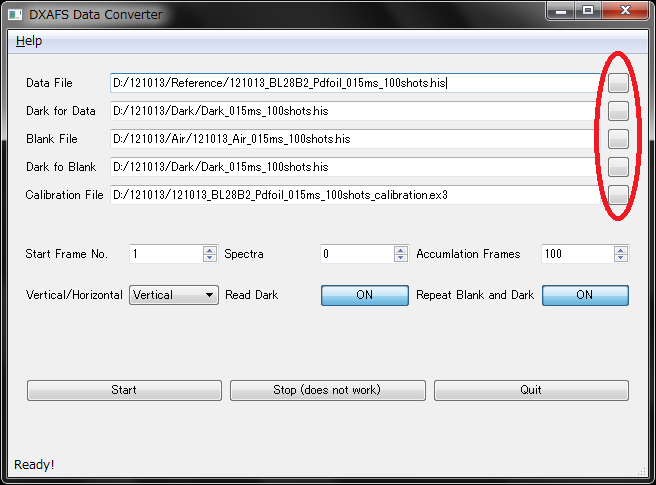 DXAFS Data Converter
Help
Data File D:/121013/Reference/121013_BL28B2_Pdfoil_015ms_100shots.his
Dark for Data D:/121013/Dark/Dark_015ms_100shots.his
Blank File D:/121013/Air/121013_Air_015ms_100shots.his
Dark fo Blank D:/121013/Dark/Dark_015ms_100shots.his
Calibration File D:/121013/121013_BL28B2_Pdfoil_015ms_100shots_calibration.ex3
Start Frame No. 1 Spectra 0 Accumlation Frames 100
Vertical/Horizontal Vertical Read Dark ON Repeat Blank and Dark ON
Start Stop (does not work) Quit
Ready!